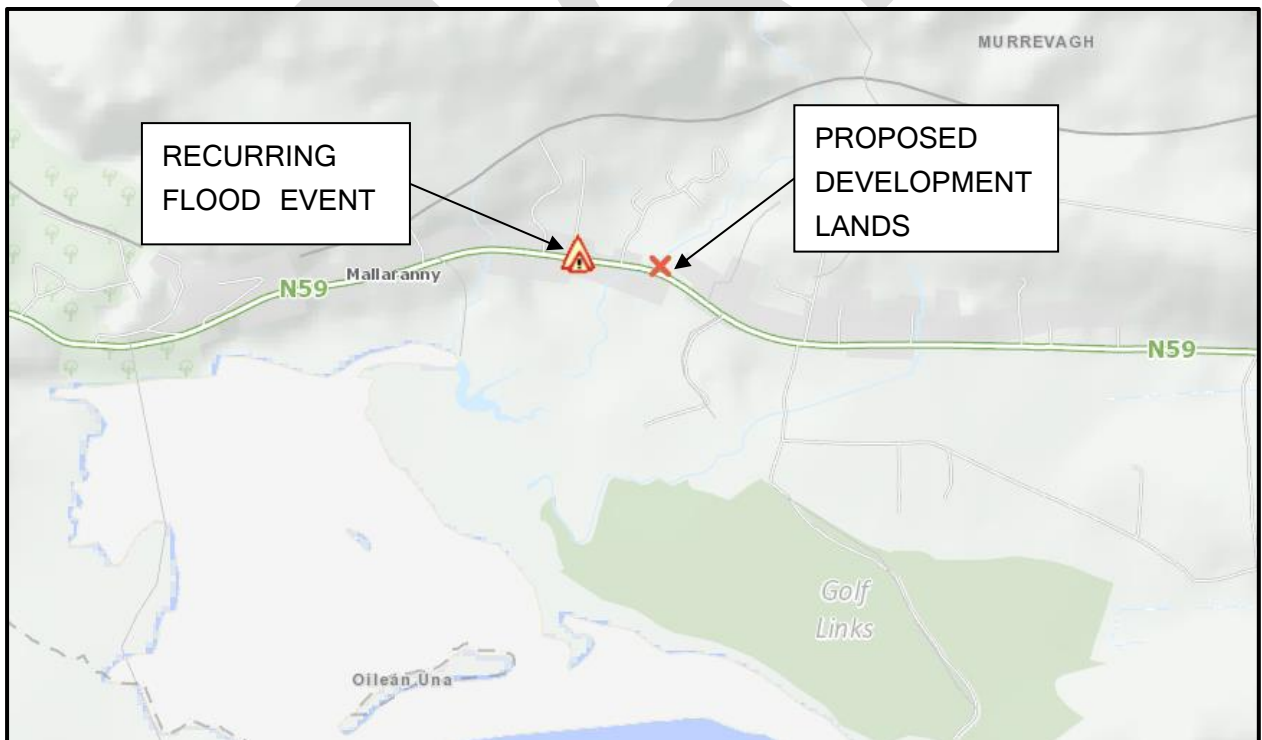 MURREVAGH
RECURRING
FLOOD EVENT
PROPOSED
DEVELOPMENT
LANDS
Mallaranny
N59
N59
Golf
Links
Oileán Una